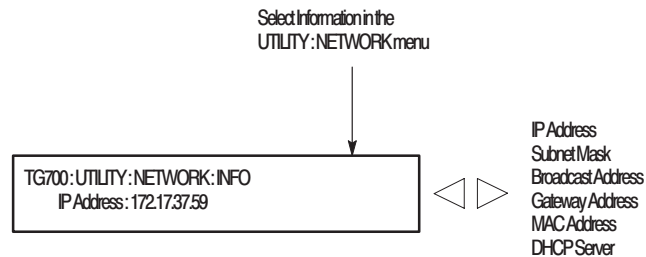 Select Information in the
UTILITY : NETWORK menu
TG700 : UTILITY : NETWORK : INFO
IP Address : 172.17.37.59
IP Address
Subnet Mask
Broadcast Address
Gateway Address
MAC Address
DHCP Server